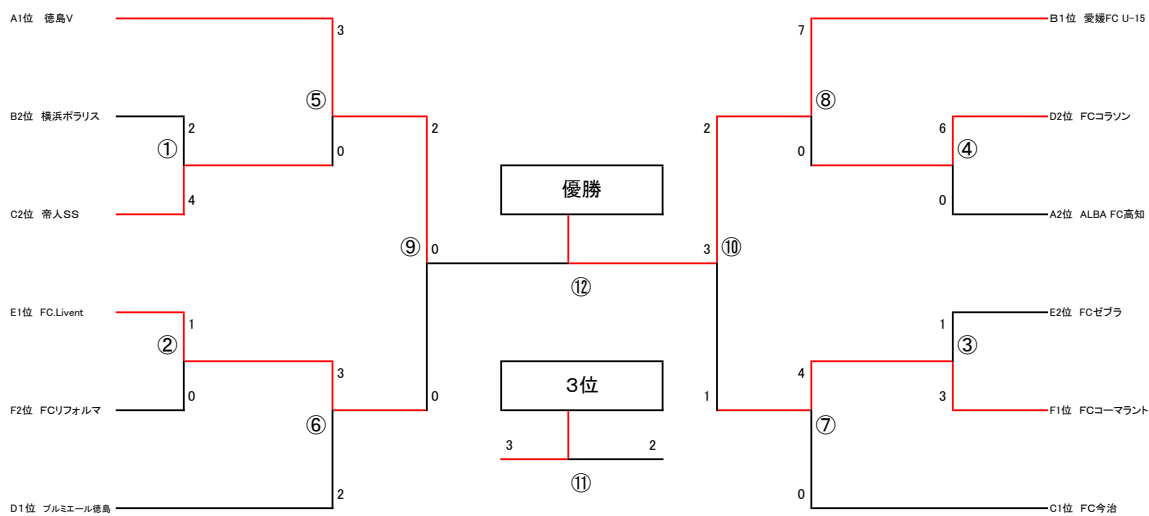 A1位 徳島V
3
7
B1位 愛媛FC U-15
⑤
⑧
B2位 横浜ポラリス
2
2
2
6
D2位 FCコラソン
①
0
0
④
4
優勝
0
C2位 帝人SS
A2位 ALBA FC高知
⑨
0
3
⑩
⑫
E1位 FC.Livent
1
1
E2位 FCゼブラ
②
③
3
3位
4
0
0
1
3
F2位 FCリフォルマ
F1位 FCコーマラント
⑥
⑦
3
2
⑪
2
0
D1位 プルミエール徳島
C1位 FC今治